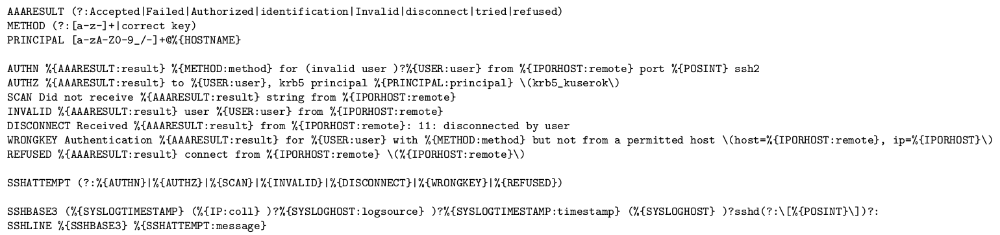 AAARESULT (?:Accepted|Failed|Authorized|identification|Invalid|disconnect|tried|refused)
METHOD (?:[a-z-]+|correct key)
PRINCIPAL [a-zA-Z0-9_/-]+@%{HOSTNAME}
AUTHN %{AAARESULT:result} %{METHOD:method} for (invalid user )?%{USER:user} from %{IPORHOST:remote} port %{POSINT} ssh2
AUTHZ %{AAARESULT:result} to %{USER:user}, krb5 principal %{PRINCIPAL:principal} \(krb5_kuserok\)
SCAN Did not receive %{AAARESULT:result} string from %{IPORHOST:remote}
INVALID %{AAARESULT:result} user %{USER:user} from %{IPORHOST:remote}
DISCONNECT Received %{AAARESULT:result} from %{IPORHOST:remote}: 11: disconnected by user
WRONGKEY Authentication %{AAARESULT:result} for %{USER:user} with %{METHOD:method} but not from a permitted host \(host=%{IPORHOST:remote}, ip=%{IPORHOST}\)
REFUSED %{AAARESULT:result} connect from %{IPORHOST:remote} \(%{IPORHOST:remote}\)
SSHATTEMPT (?:%{AUTHN}|%{AUTHZ}|%{SCAN}|%{INVALID}|%{DISCONNECT}|%{WRONGKEY}|%{REFUSED})
SSHBASE3 (%{SYSLOGTIMESTAMP} (%{IP:coll} )?%{SYSLOGHOST:logsource} )?%{SYSLOGTIMESTAMP:timestamp} (%{SYSLOGHOST} )?sshd(?:\[%{POSINT}\])?:
SSHLINE %{SSHBASE3} %{SSHATTEMPT:message}